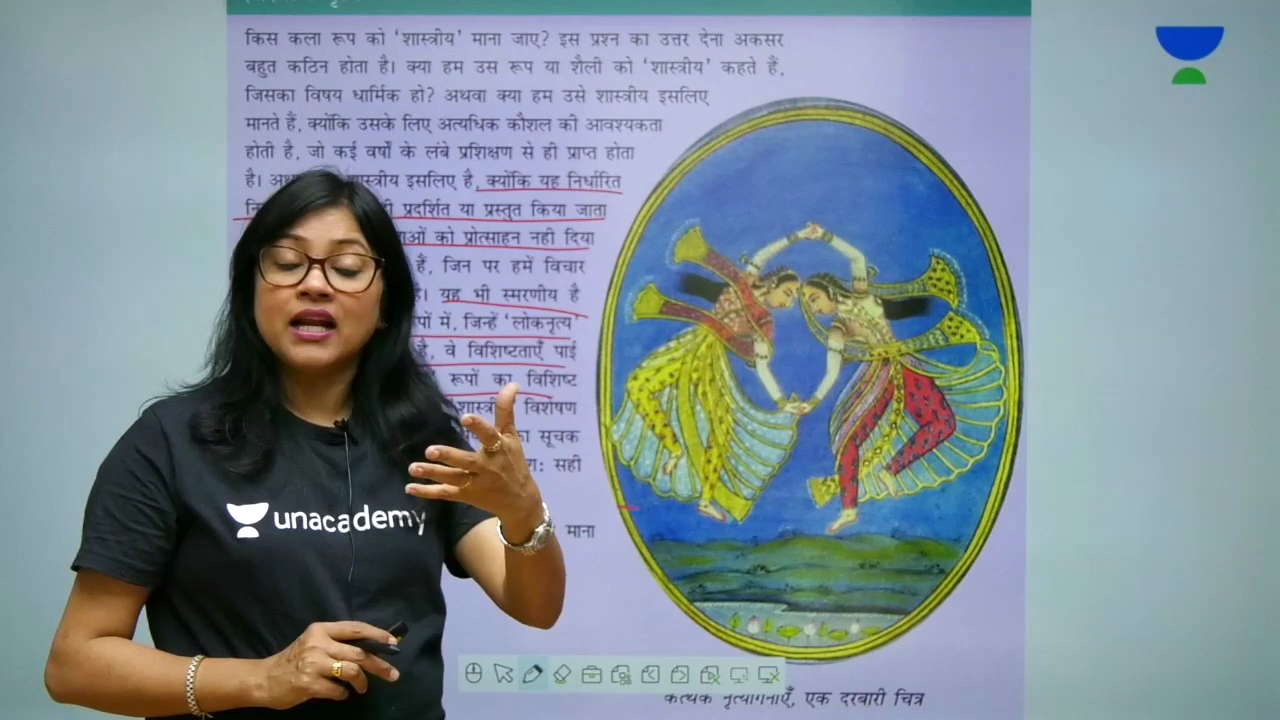 किस कला रूप को ‘शास्त्रीय’ माना जाए? इस प्रश्न का उत्तर देना अकसर
बहुत कठिन होता है। क्या हम उस रूप या शैली को ‘शास्त्रीय’ कहते हैं,
जिसका विषय धार्मिक हो? अथवा क्या हम उसे शास्त्रीय इसलिए
मानते हैं, क्योंकि उसके लिए अत्यधिक कौशल की आवश्यकता
होती है, जो कई वर्षों के लंबे प्रशिक्षण से ही प्राप्त होता
है। शास्त्रीय इसलिए है, क्योंकि यह निर्धारित
प्रदर्शित या प्रस्तुत किया जाता
को प्रोत्साहन नही दिया
हैं, जिन पर हमें विचार
है। यह भी स्मरणीय है
में, जिन्हें ‘लोकनृत्य
है, वे विशिष्टताएँ पाई
रूपों का विशिष्ट
विशेषण
का सूचक
सही
माना
unacademy
कत्थक नृत्यांगनाएँ, एक दरबारी चित्र